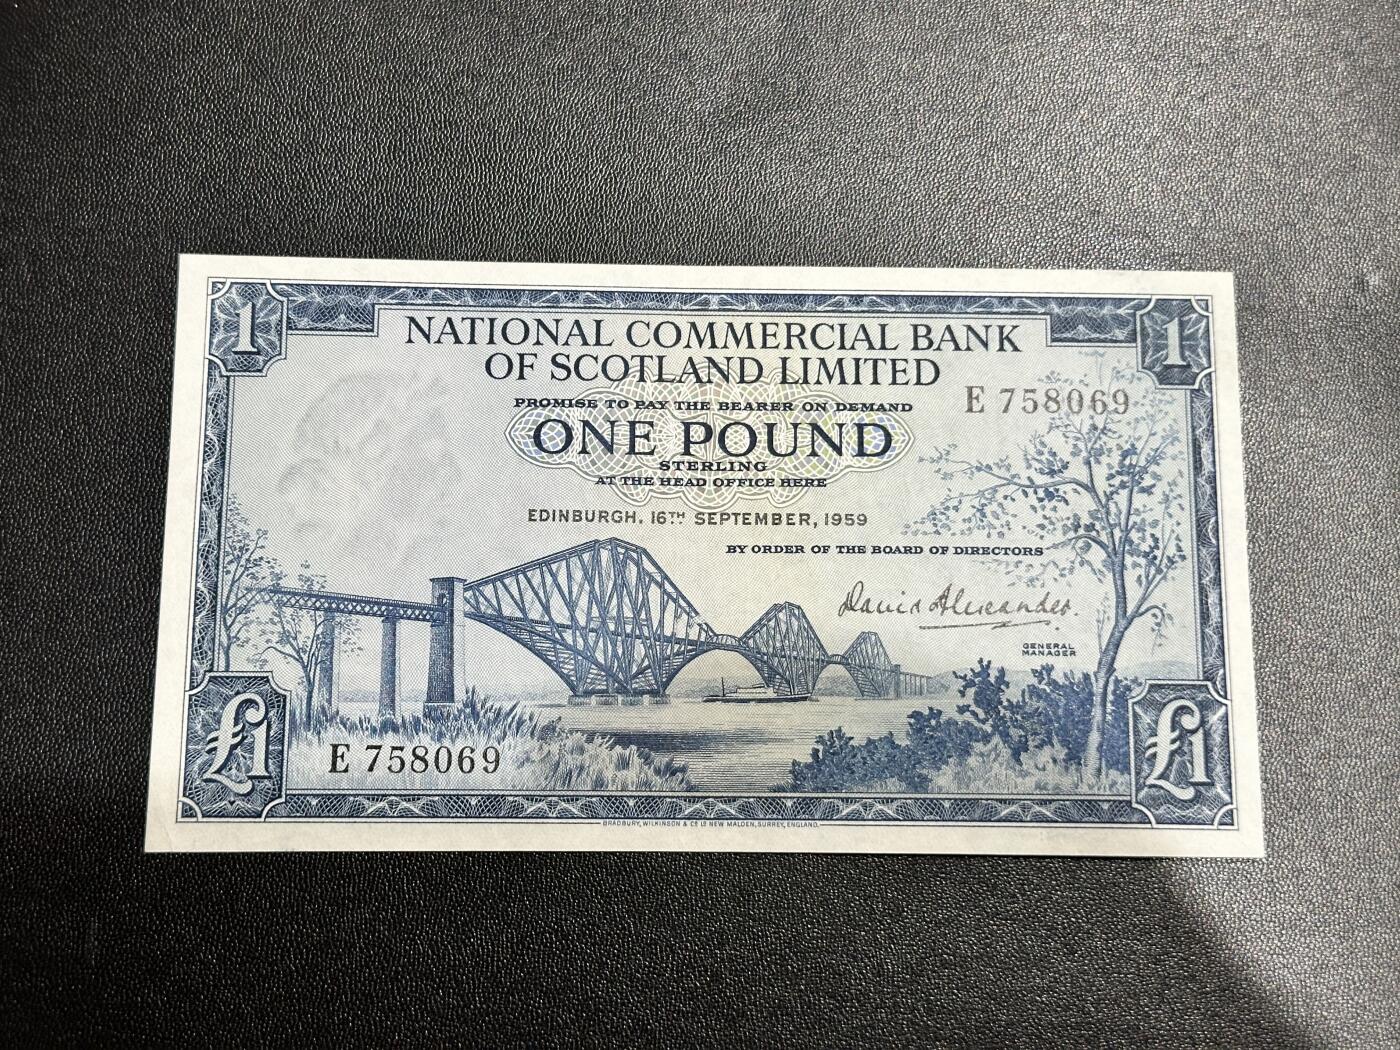 1
1
NATIONAL COMMERCIAL BANK
OF SCOTLAND LIMITED
E 758069
PROMISE TO PAY THE BEARER ON DEMAND
ONE POUND
STERLING
AT THE HEAD OFFICE HERE
EDINBURGH, 16TH SEPTEMBER, 1959
BY ORDER OF THE BOARD OF DIRECTORS
David Alexander.
GENERAL
MANAGER
£1
E 758069
£1
BRADBURY, WILKINSON & Co Ld NEW MALDEN, SURREY, ENGLAND.